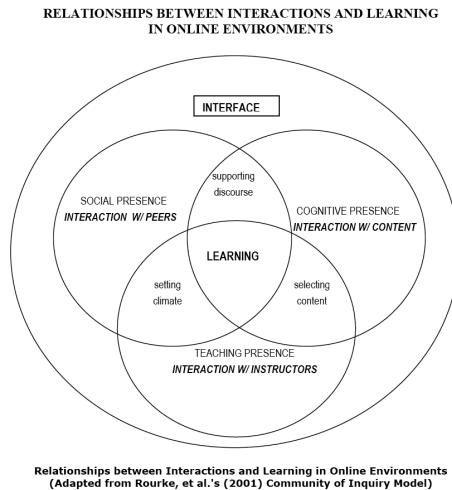 RELATIONSHIPS BETWEEN INTERACTIONS AND LEARNING
IN ONLINE ENVIRONMENTS
INTERFACE
supporting
discourse
SOCIAL PRESENCE
INTERACTION W/ PEERS
COGNITIVE PRESENCE
INTERACTION W/ CONTENT
LEARNING
setting
climate
selecting
content
TEACHING PRESENCE
INTERACTION W/ INSTRUCTORS
Relationships between Interactions and Learning in Online Environments
(Adapted from Rourke, et al.'s (2001) Community of Inquiry Model)